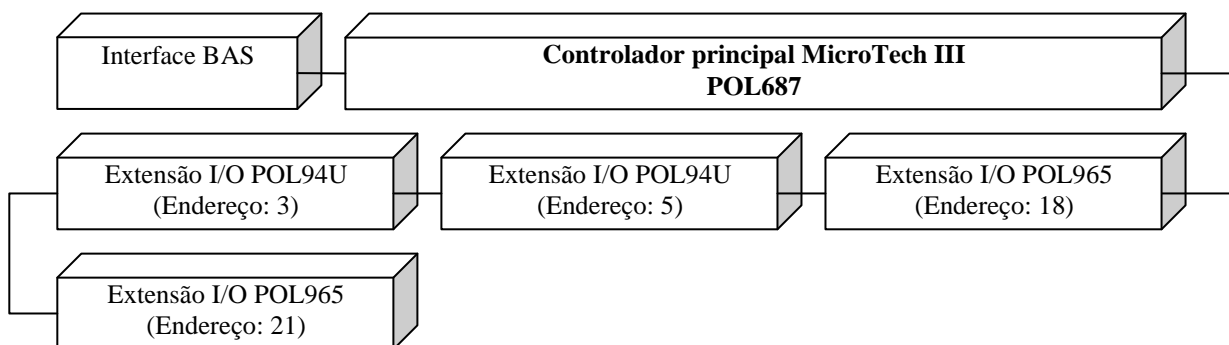 Interface BAS
Controlador principal MicroTech III
POL687
Extensão I/O POL94U
(Endereço: 3)
Extensão I/O POL94U
(Endereço: 5)
Extensão I/O POL965
(Endereço: 18)
Extensão I/O POL965
(Endereço: 21)